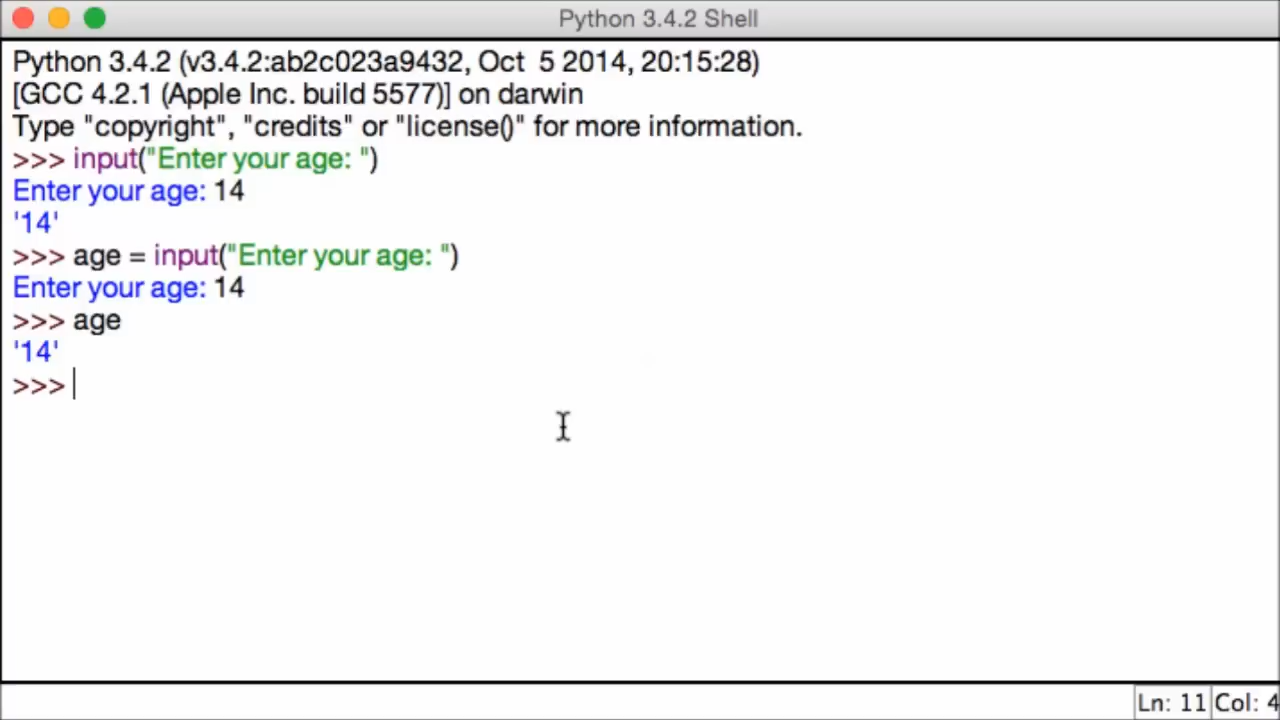 Python 3.4.2 Shell
Python 3.4.2 (v3.4.2:ab2c023a9432, Oct  5 2014, 20:15:28)
[GCC 4.2.1 (Apple Inc. build 5577)] on darwin
Type "copyright", "credits" or "license()" for more information.
>>> input("Enter your age: ")
Enter your age: 14
'14'
>>> age = input("Enter your age: ")
Enter your age: 14
>>> age
'14'
>>>
Ln: 11 Col: 4